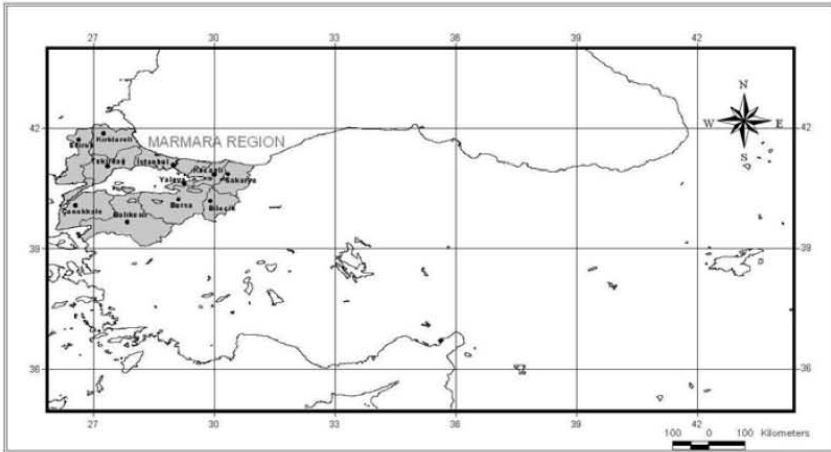 27 30 33 36 39 42
N
42 MARMARA REGION W E 42
Kırklareli
Edirne
S
Tekirdağ İstanbul
Kocaeli
Yalova Sakarya
Çanakkale Balıkesir Bursa Bilecik
39 39
36 36
27 30 33 36 39 42
100 0 100 Kilometers